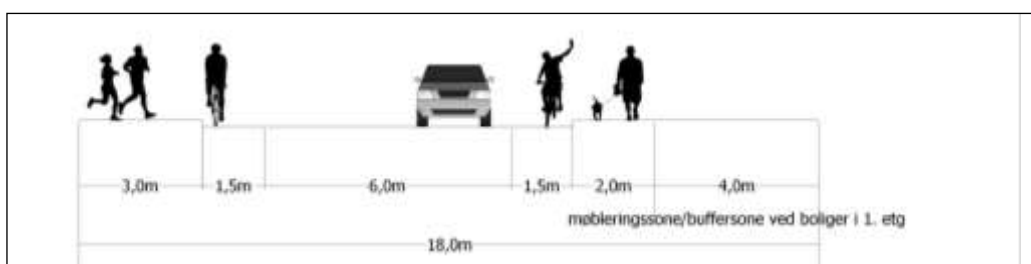 3,0m 1,5m 6,0m 1,5m 2,0m 4,0m
møbleringssone/buffersone ved boliger i 1. etg
18,0m